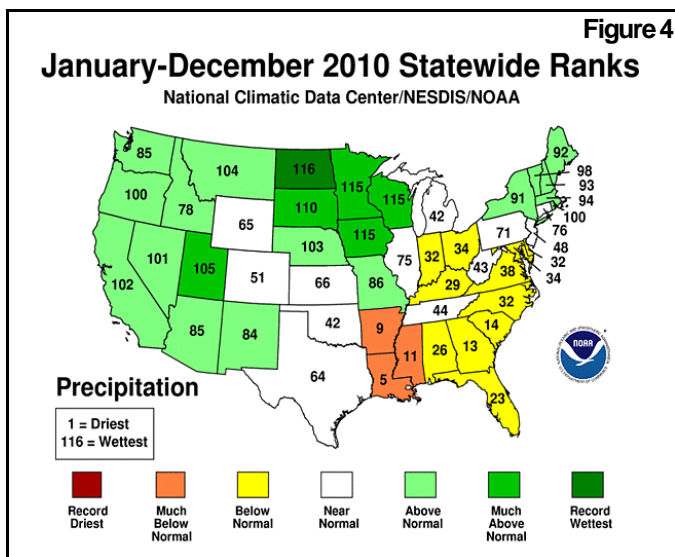 Figure 4
January-December 2010 Statewide Ranks
National Climatic Data Center/NESDIS/NOAA
85
104
116
115
92
98
93
94
100
76
48
32
34
100
78
65
110
115
42
91
103
115
75
32
34
71
102
101
105
51
66
86
29
43
38
85
84
42
9
44
32
64
5
11
26
13
14
23
NOAA
Precipitation
1 = Driest
116 = Wettest
Record
Driest
Much
Below
Normal
Below
Normal
Near
Normal
Above
Normal
Much
Above
Normal
Record
Wettest